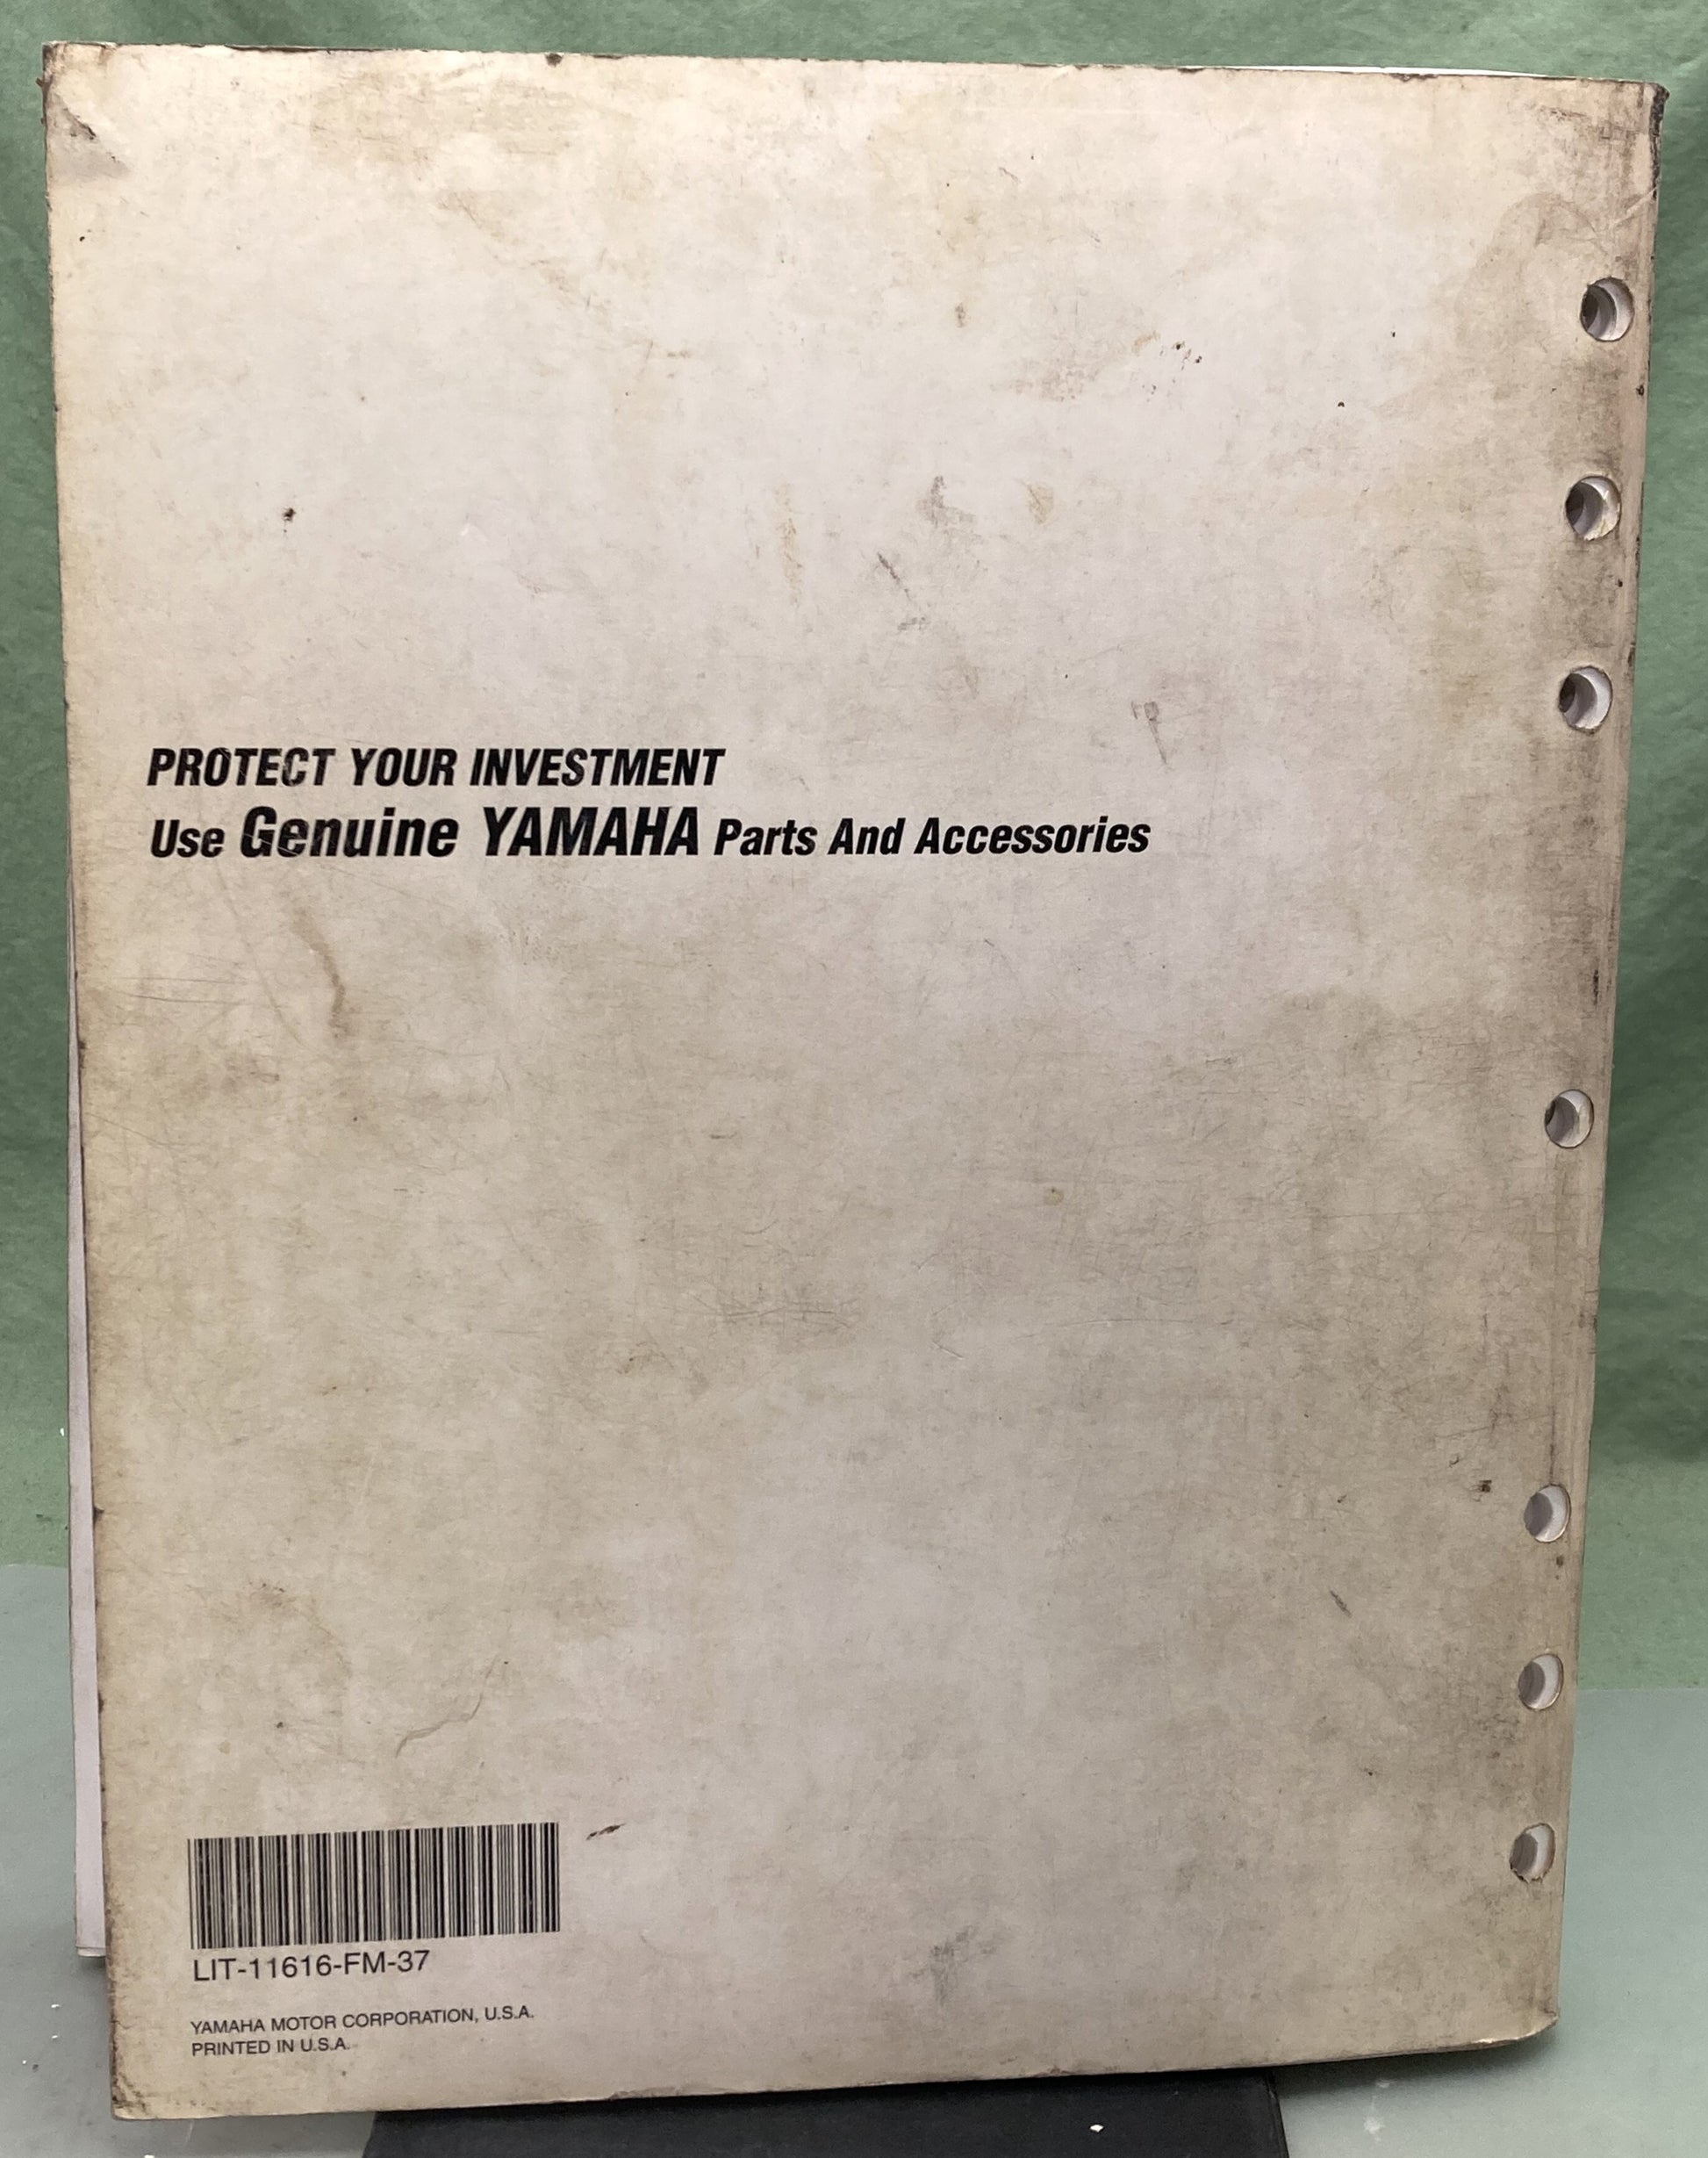 PROTECT YOUR INVESTMENT
Use Genuine YAMAHA Parts And Accessories
LIT-11616-FM-37
YAMAHA MOTOR CORPORATION, U.S.A.
PRINTED IN U.S.A.